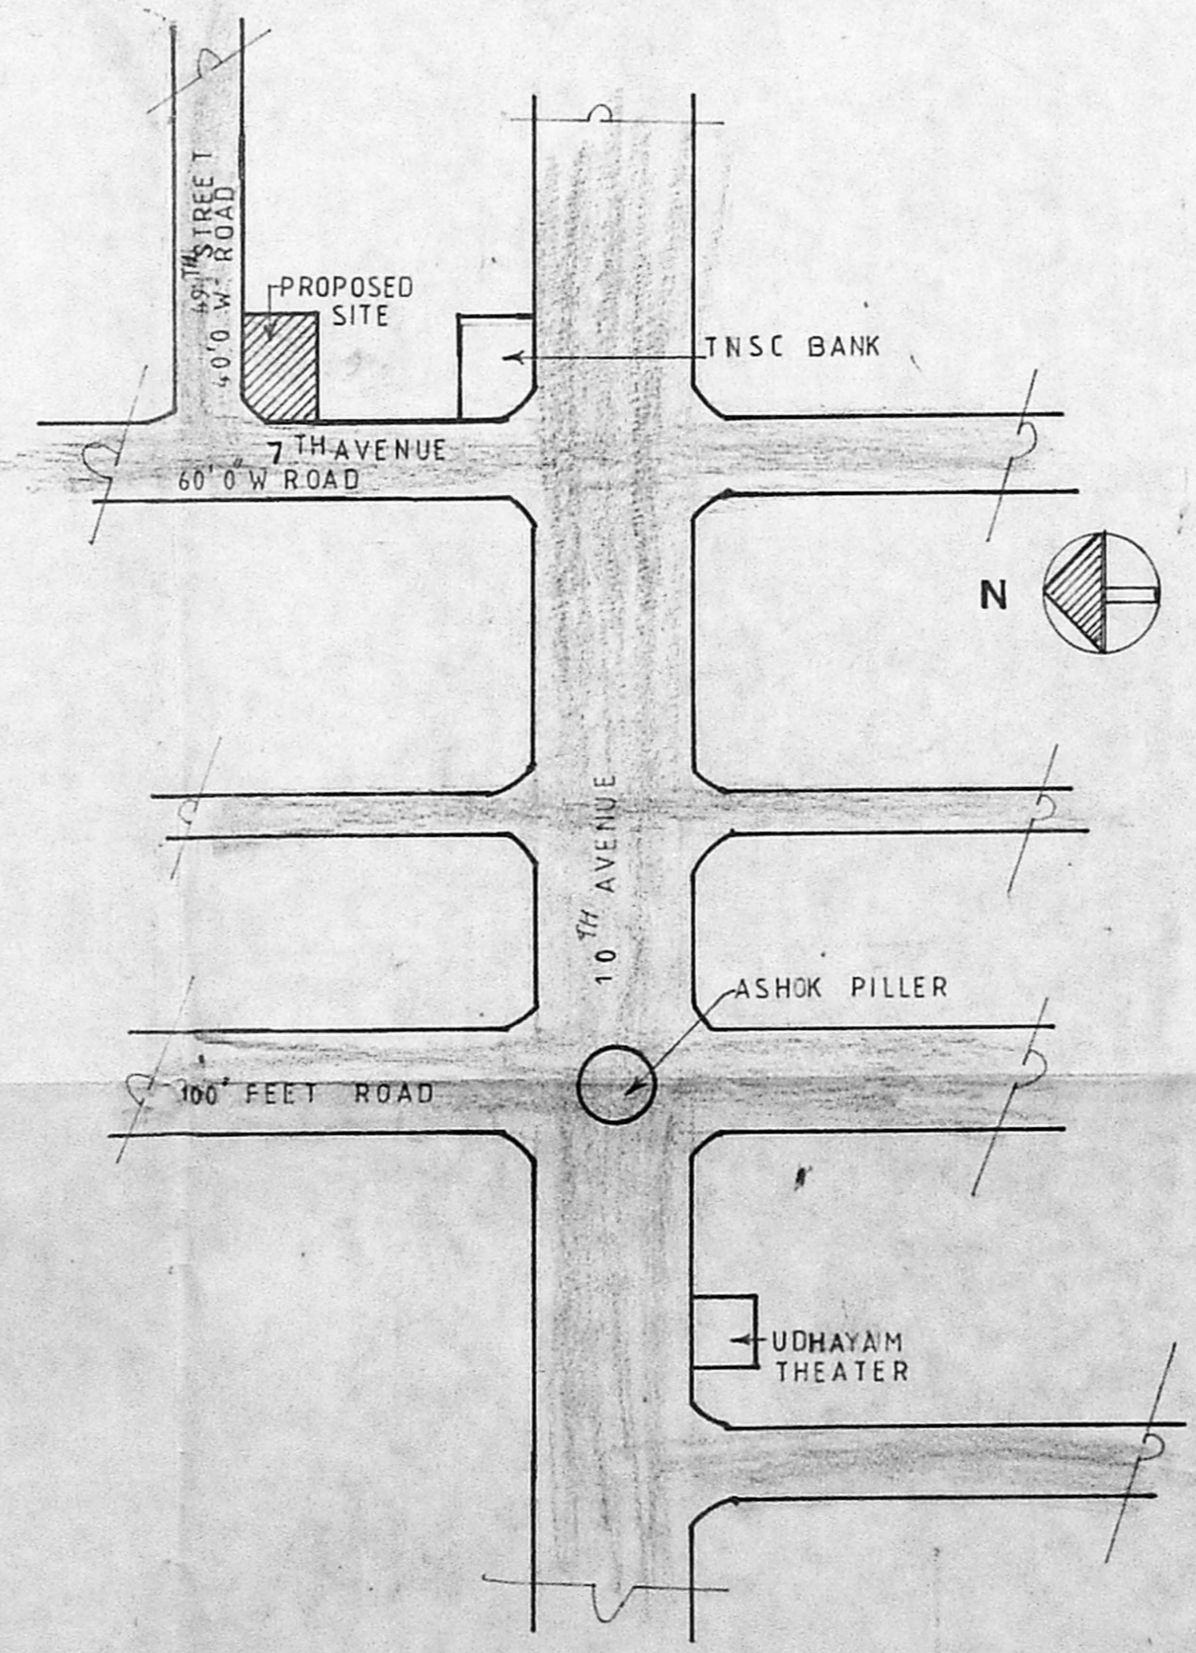 49TH STREET
40'0 W ROAD
PROPOSED
SITE
TNSC BANK
7TH AVENUE
60'0"W ROAD
N
10TH AVENUE
ASHOK PILLER
100' FEET ROAD
UDHAYAM
THEATER